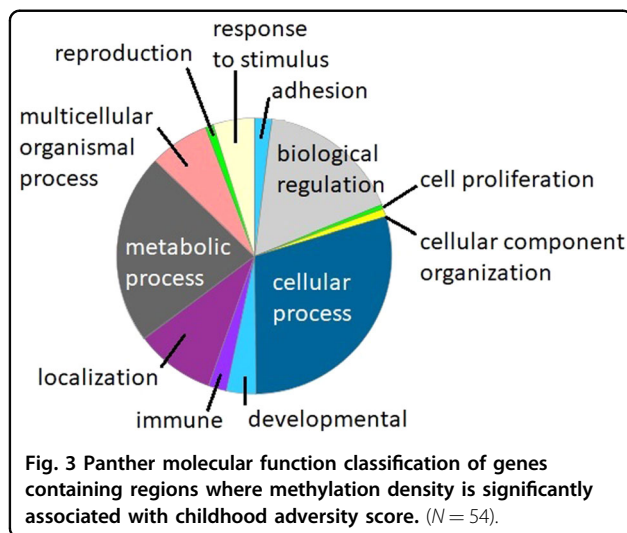 response
to stimulus
reproduction
adhesion
multicellular
organismal
process
biological
regulation
cell proliferation
cellular component
organization
metabolic
process
cellular
process
localization
immune
developmental
Fig. 3 Panther molecular function classification of genes
containing regions where methylation density is significantly
associated with childhood adversity score. (N = 54).